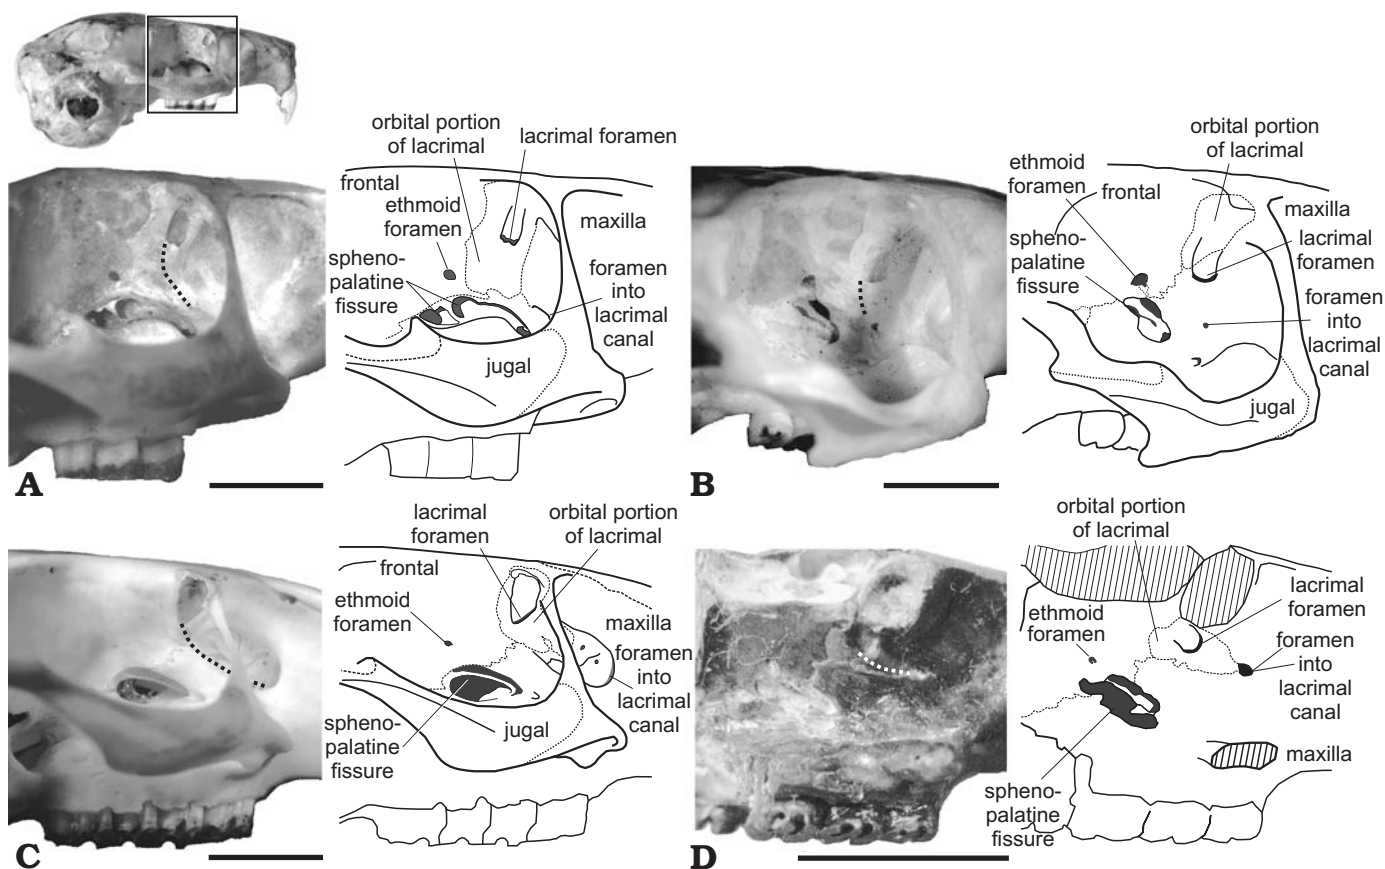 orbital portion
of lacrimal
lacrimal foramen
frontal
ethmoid
foramen
maxilla
spheno-
palatine
fissure
foramen
into
lacrimal
canal
jugal
A
orbital portion
of lacrimal
ethmoid
foramen
frontal
maxilla
spheno-
palatine
fissure
lacrimal
foramen
foramen
into
lacrimal
canal
jugal
B
lacrimal
foramen
orbital portion
of lacrimal
frontal
ethmoid
foramen
maxilla
foramen
into
lacrimal
canal
spheno-
palatine
fissure
jugal
C
orbital portion
of lacrimal
lacrimal
foramen
ethmoid
foramen
foramen
into
lacrimal
canal
maxilla
spheno-
palatine
fissure
D